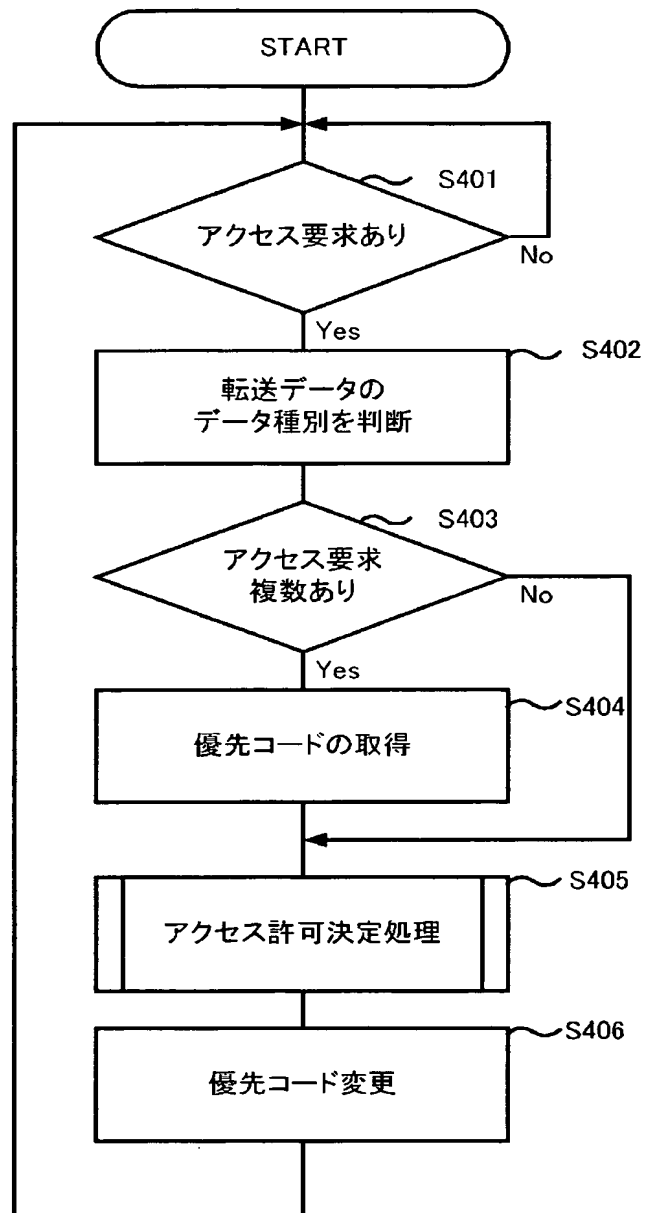 START
S401
アクセス要求あり
No
Yes
S402
転送データの
データ種別を判断
S403
アクセス要求
複数あり
No
Yes
S404
優先コードの取得
S405
アクセス許可決定処理
S406
優先コード変更